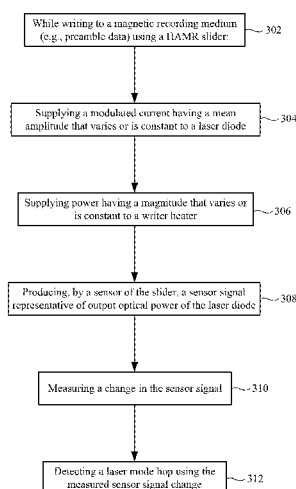 While writing to a magnetic recording medium
(e.g., preamble data) using a HAMR slider:
302
Supplying a modulated current having a mean
amplitude that varies or is constant to a laser diode
304
Supplying power having a magnitude that varies or
is constant to a writer heater
306
Producing, by a sensor of the slider, a sensor signal
representative of output optical power of the laser diode
308
Measuring a change in the sensor signal
310
Detecting a laser mode hop using the
measured sensor signal change
312